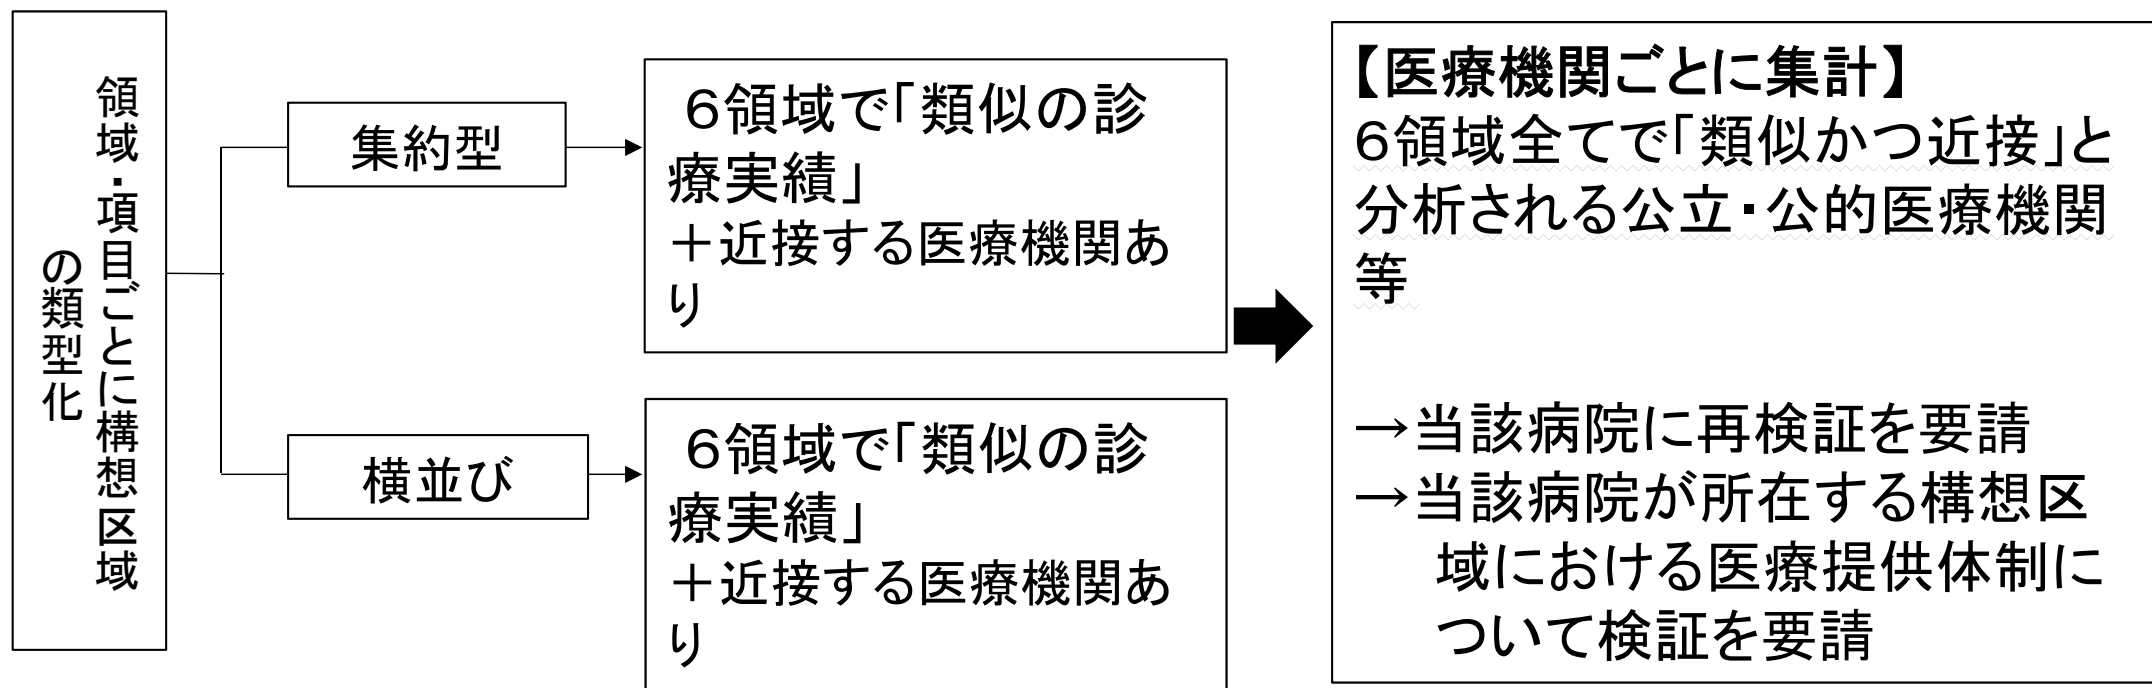 領域・項目ごとに構想区域
の類型化
集約型
６領域で「類似の診
療実績」
＋近接する医療機関あ
り
横並び
６領域で「類似の診
療実績」
＋近接する医療機関あ
り
【医療機関ごとに集計】
６領域全てで「類似かつ近接」と
分析される公立・公的医療機関
等
→当該病院に再検証を要請
→当該病院が所在する構想区
域における医療提供体制に
ついて検証を要請